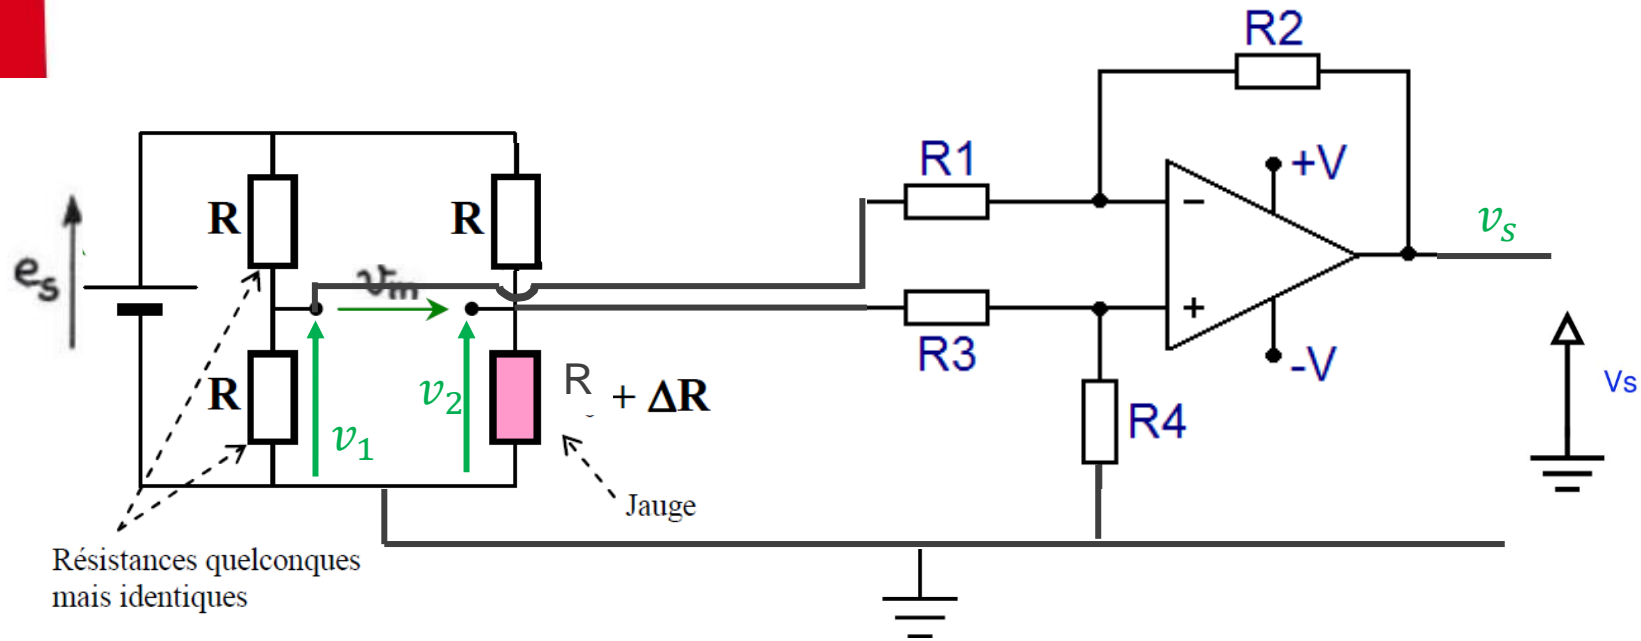 R2
R1
+V
−
v_s
R
R
e_s
v_m
R3
+
-V
Vs
R
v_1
v_2
R + ΔR
R4
Jauge
Résistances quelconques
mais identiques